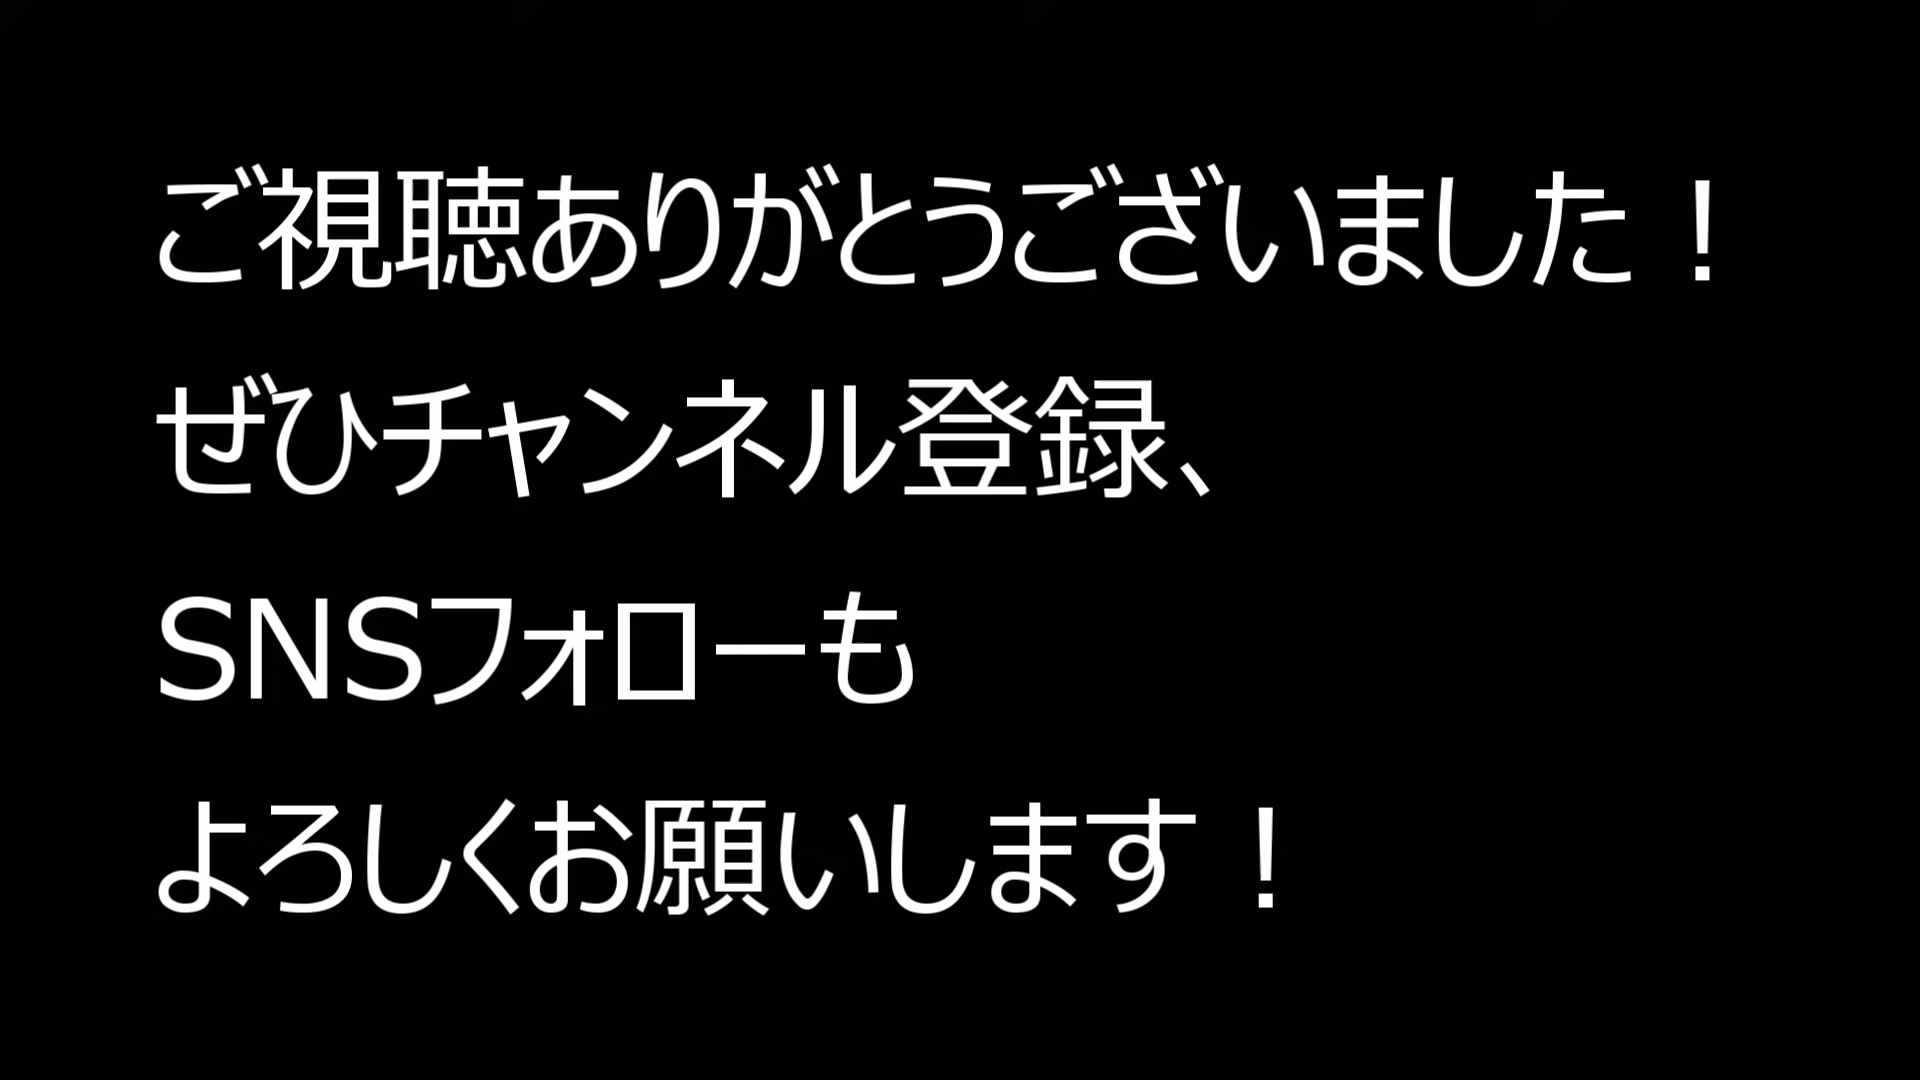 ご視聴ありがとうございました！
ぜひチャンネル登録、
SNSフォローも
よろしくお願いします！